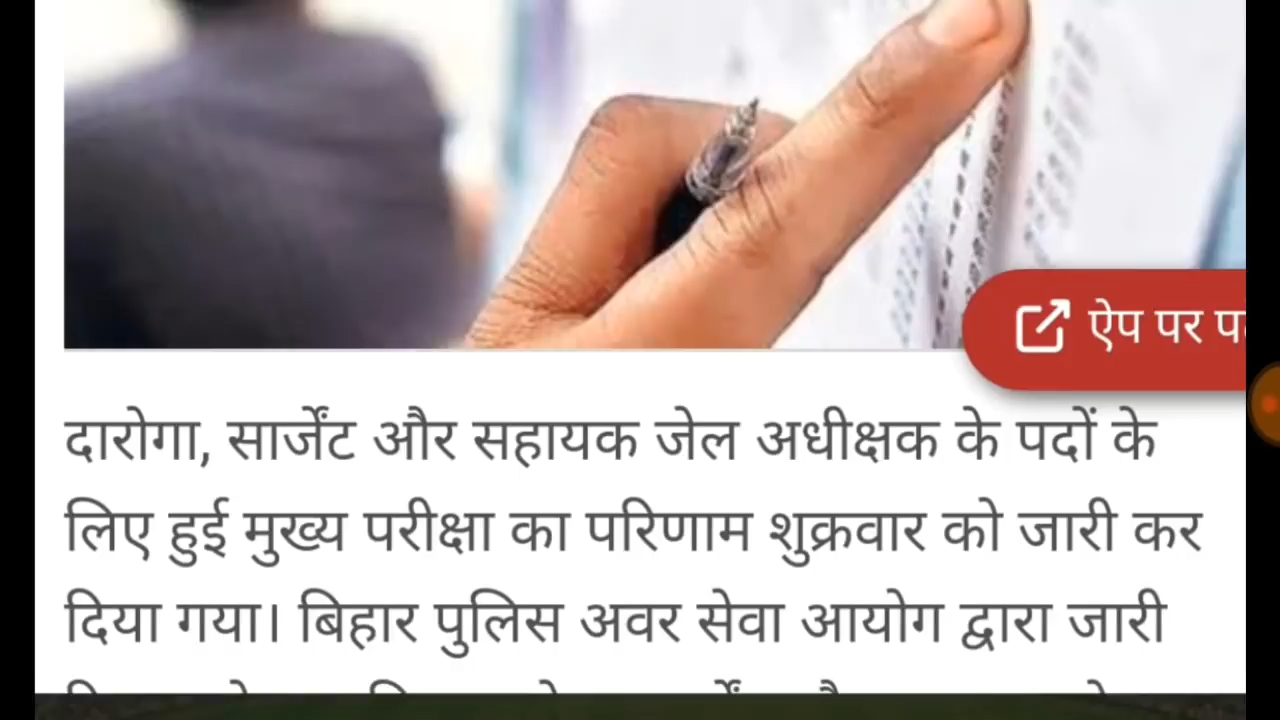 ऐप पर
दारोगा, सार्जेंट और सहायक जेल अधीक्षक के पदों के
लिए हुई मुख्य परीक्षा का परिणाम शुक्रवार को जारी कर
दिया गया। बिहार पुलिस अवर सेवा आयोग द्वारा जारी